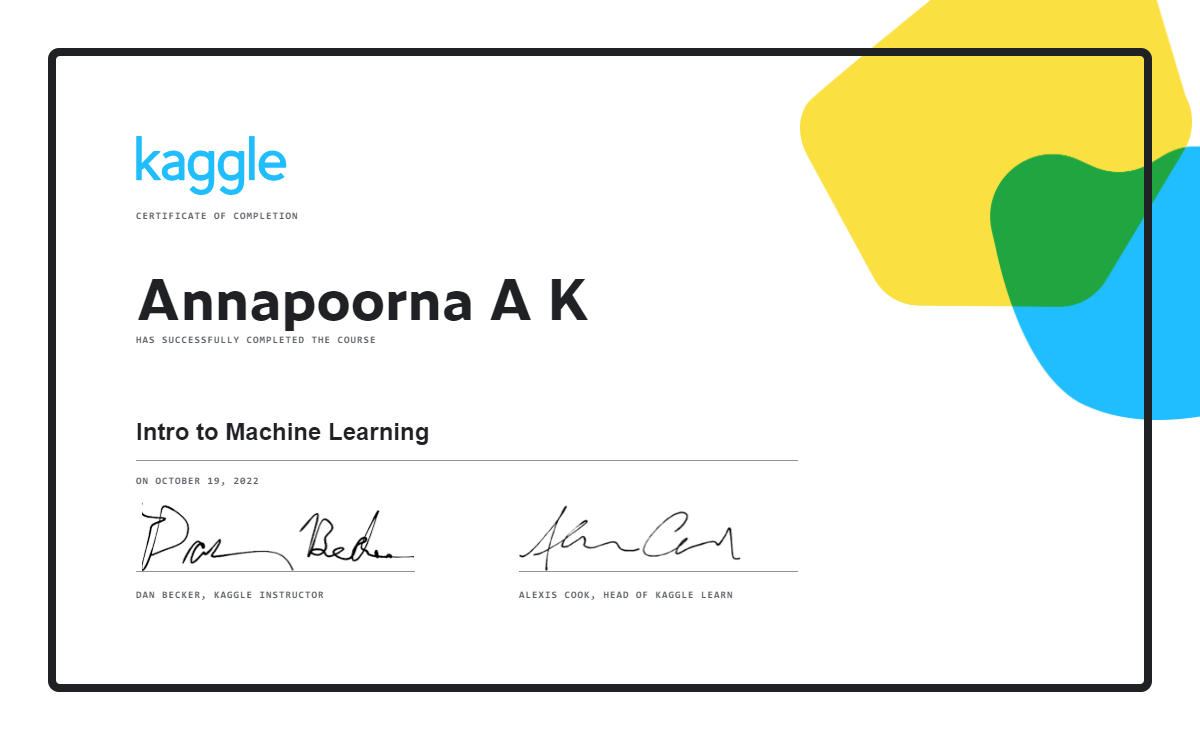 kaggle
CERTIFICATE OF COMPLETION
Annapoorna A K
HAS SUCCESSFULLY COMPLETED THE COURSE
Intro to Machine Learning
ON OCTOBER 19, 2022
Dan Becker
Alexis Cook
DAN BECKER, KAGGLE INSTRUCTOR
ALEXIS COOK, HEAD OF KAGGLE LEARN